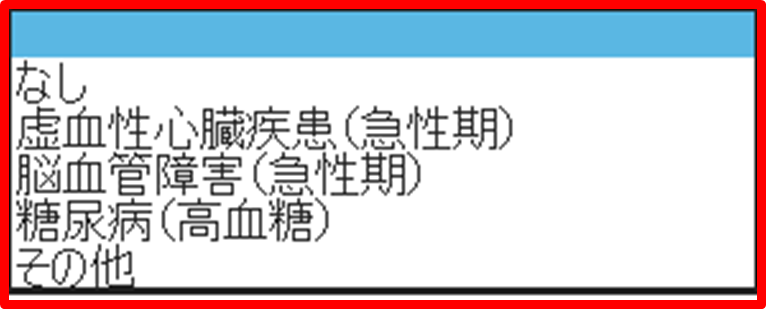 なし
虚血性心臓疾患(急性期)
脳血管障害(急性期)
糖尿病(高血糖)
その他